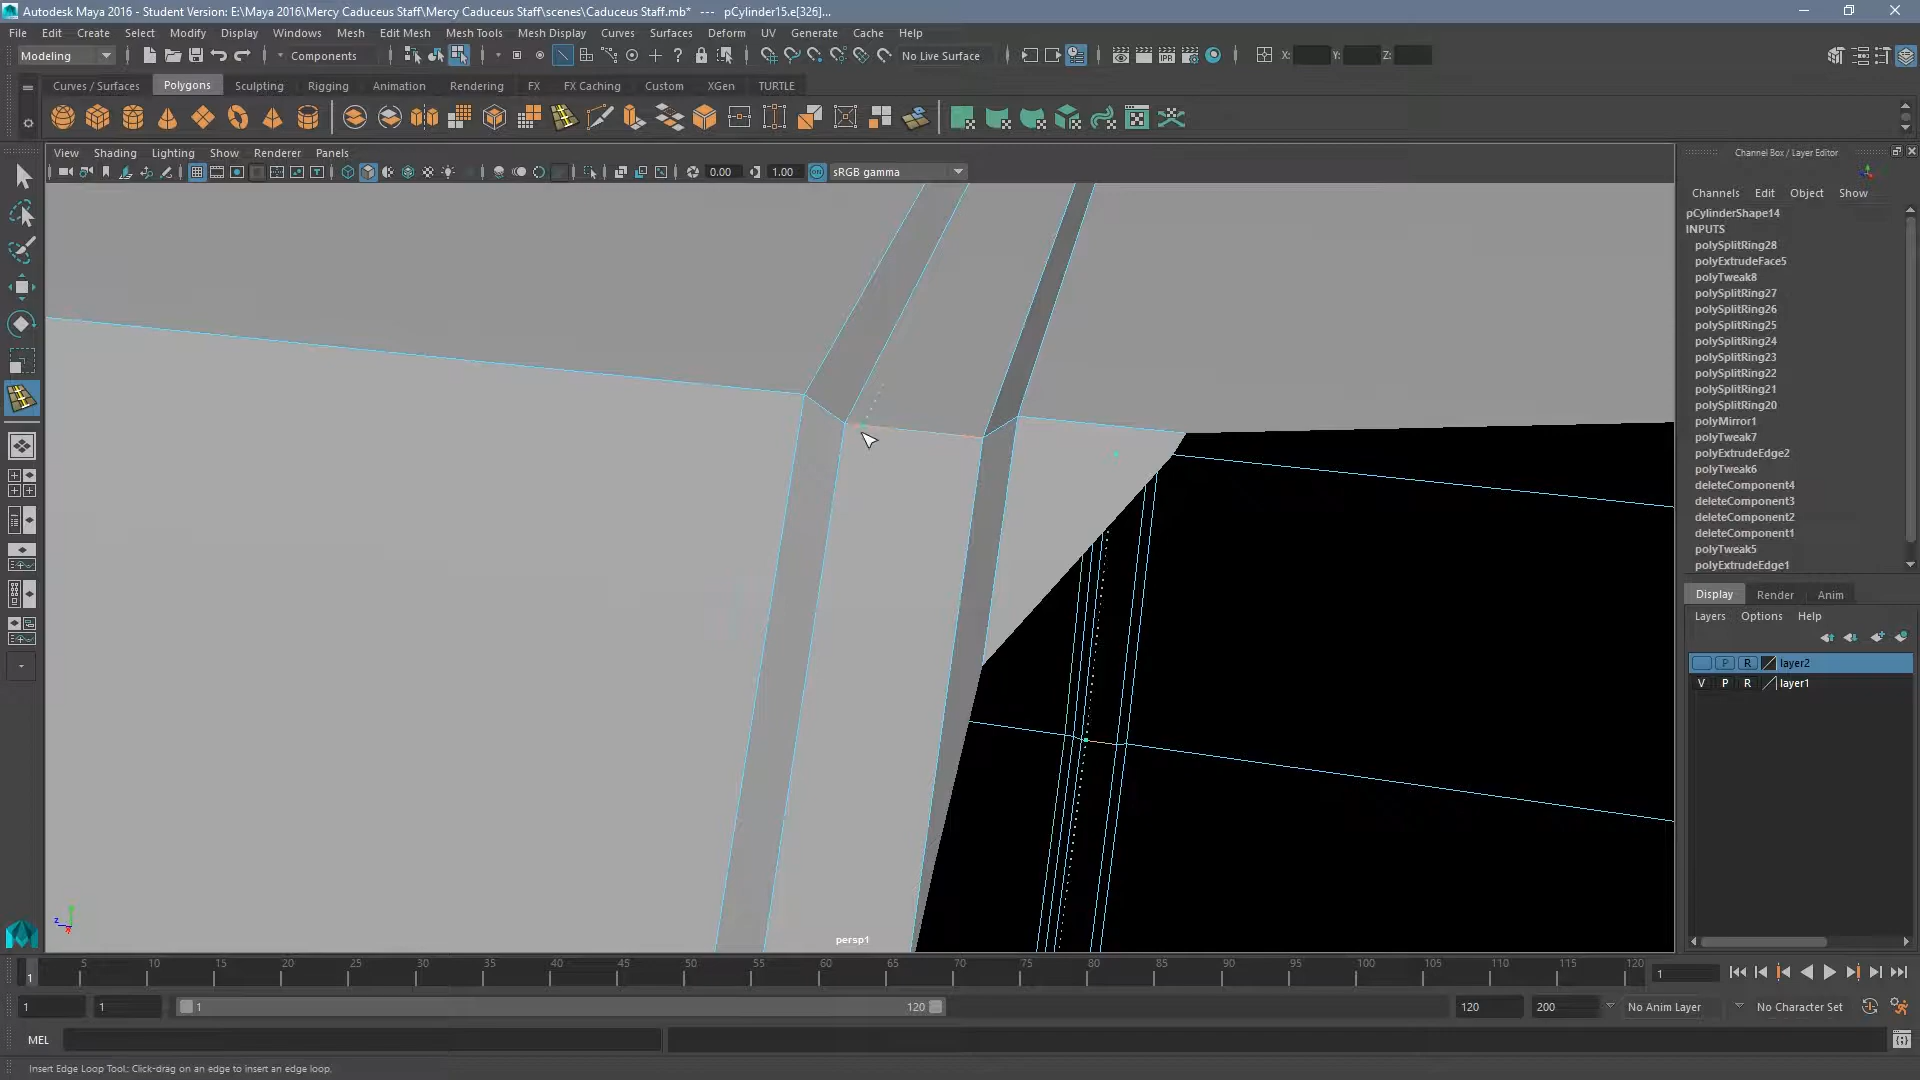 Autodesk Maya 2016 - Student Version: E:\Maya 2016\Mercy Caduceus Staff\Mercy Caduceus Staff\scenes\Caduceus Staff.mb* --- pCylinder15.e[326]...
File Edit Create Select Modify Display Windows Mesh Edit Mesh Mesh Tools Mesh Display Curves Surfaces Deform UV Generate Cache Help
Modeling Components No Live Surface X: Y: Z:
Curves / Surfaces Polygons Sculpting Rigging Animation Rendering FX FX Caching Custom XGen TURTLE
View Shading Lighting Show Renderer Panels
0.00 1.00 sRGB gamma
Channel Box / Layer Editor
Channels Edit Object Show
pCylinderShape14
INPUTS
polySplitRing28
polyExtrudeFace5
polyTweak8
polySplitRing27
polySplitRing26
polySplitRing25
polySplitRing24
polySplitRing23
polySplitRing22
polySplitRing21
polySplitRing20
polyMirror1
polyTweak7
polyExtrudeEdge2
polyTweak6
deleteComponent4
deleteComponent3
deleteComponent2
deleteComponent1
polyTweak5
polyExtrudeEdge1
Display Render Anim
Layers Options Help
P R layer2
V P R layer1
z
persp1
1 5 10 15 20 25 30 35 40 45 50 55 60 65 70 75 80 85 90 95 100 105 110 115 120 1
1 1 1 120 120 200 No Anim Layer No Character Set
MEL
Insert Edge Loop Tool: Click-drag on an edge to insert an edge loop.